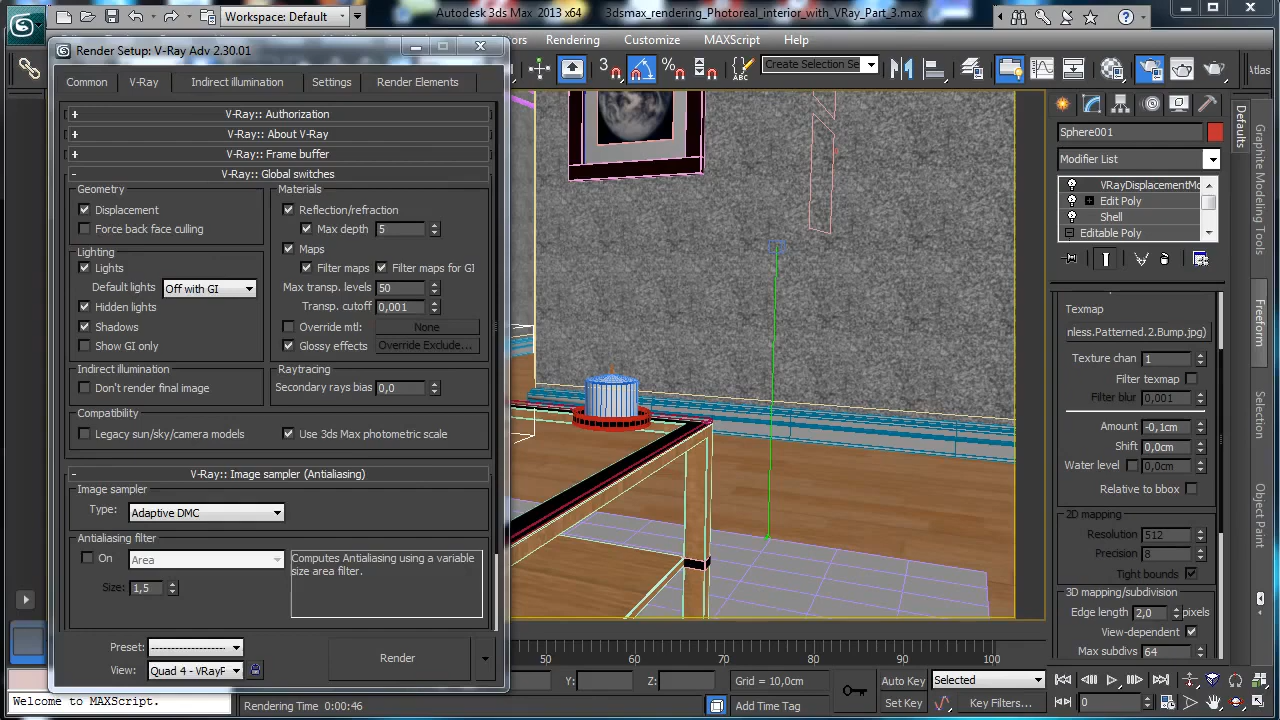 Workspace: Default
Autodesk 3ds Max 2013 x64
3dsmax_rendering_Photoreal_interior_with_VRay_Part_3.max
Render Setup: V-Ray Adv 2.30.01
Rendering
Customize
MAXScript
Help
Common
V-Ray
Indirect illumination
Settings
Render Elements
3
%
ABC
Create Selection Se
Atlas
V-Ray:: Authorization
V-Ray:: About V-Ray
V-Ray:: Frame buffer
V-Ray:: Global switches
Geometry
Displacement
Force back face culling
Lighting
Lights
Default lights
Off with GI
Hidden lights
Shadows
Show GI only
Indirect illumination
Don't render final image
Compatibility
Legacy sun/sky/camera models
Materials
Reflection/refraction
Max depth
5
Maps
Filter maps
Filter maps for GI
Max transp. levels
50
Transp. cutoff
0,001
Override mtl:
None
Glossy effects
Override Exclude...
Raytracing
Secondary rays bias
0,0
Use 3ds Max photometric scale
V-Ray:: Image sampler (Antialiasing)
Image sampler
Type:
Adaptive DMC
Antialiasing filter
On
Area
Size:
1,5
Computes Antialiasing using a variable
size area filter.
Preset:
View:
Quad 4 - VRayF
Render
Sphere001
Modifier List
VRayDisplacementMo
Edit Poly
Shell
Editable Poly
Texmap
nless.Patterned.2.Bump.jpg)
Texture chan
1
Filter texmap
Filter blur
0,001
Amount
-0,1cm
Shift
0,0cm
Water level
0,0cm
Relative to bbox
2D mapping
Resolution
512
Precision
8
Tight bounds
3D mapping/subdivision
Edge length
2,0
pixels
View-dependent
Max subdivs
64
Defaults
Graphite Modeling Tools
Freeform
Selection
Object Paint
50
60
70
80
90
100
Y:
Z:
Grid = 10,0cm
Auto Key
Selected
Welcome to MAXScript.
Rendering Time 0:00:46
Add Time Tag
Set Key
Key Filters...
0